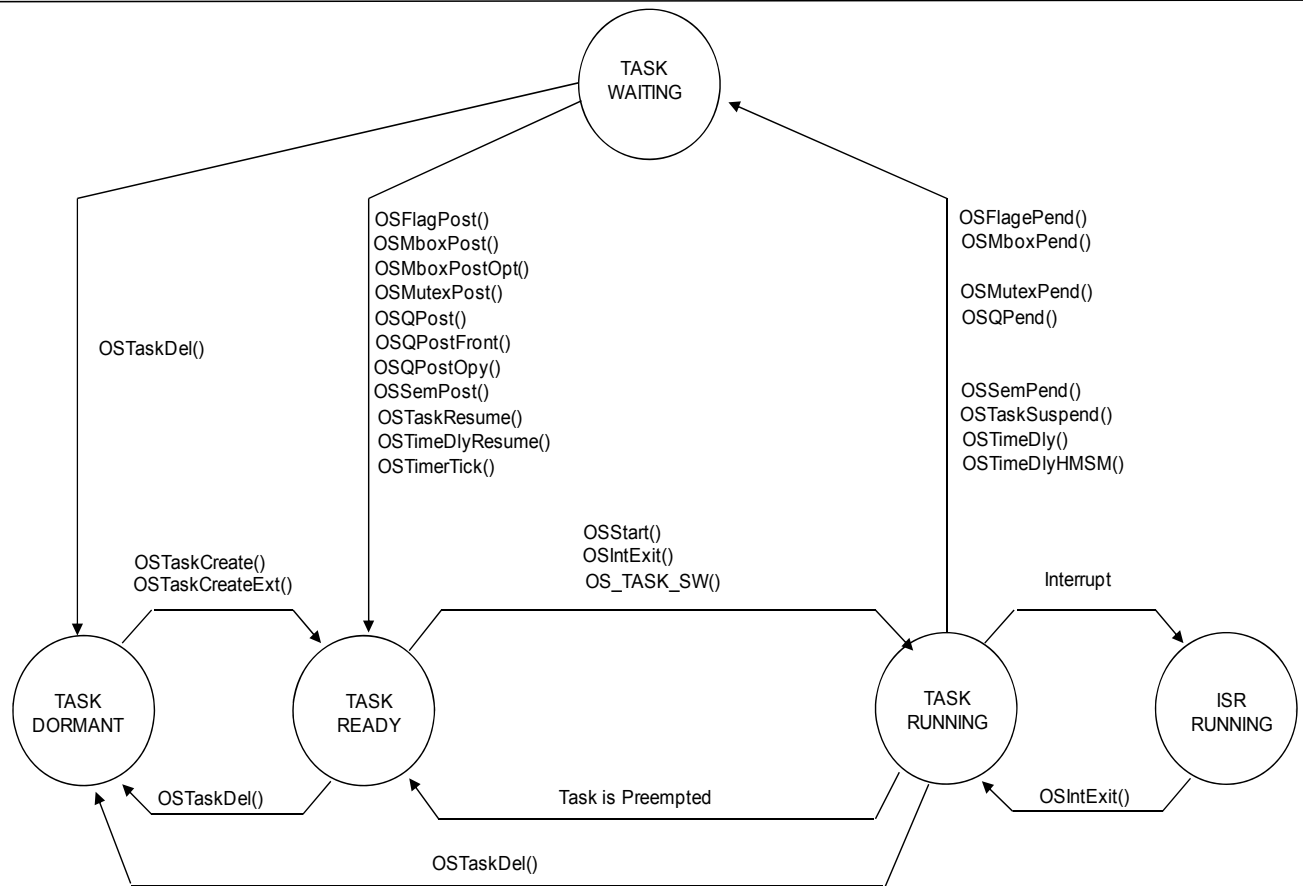 TASK
WAITING
OSFlagPost()
OSMboxPost()
OSMboxPostOpt()
OSMutexPost()
OSQPost()
OSQPostFront()
OSQPostOpy()
OSSemPost()
OSTaskResume()
OSTimeDlyResume()
OSTimerTick()
OSFlagePend()
OSMboxPend()
OSMutexPend()
OSQPend()
OSSemPend()
OSTaskSuspend()
OSTimeDly()
OSTimeDlyHMSM()
OSTaskDel()
OSTaskCreate()
OSTaskCreateExt()
OSStart()
OSIntExit()
OS_TASK_SW()
Interrupt
TASK
DORMANT
TASK
READY
TASK
RUNNING
ISR
RUNNING
OSTaskDel()
Task is Preempted
OSIntExit()
OSTaskDel()